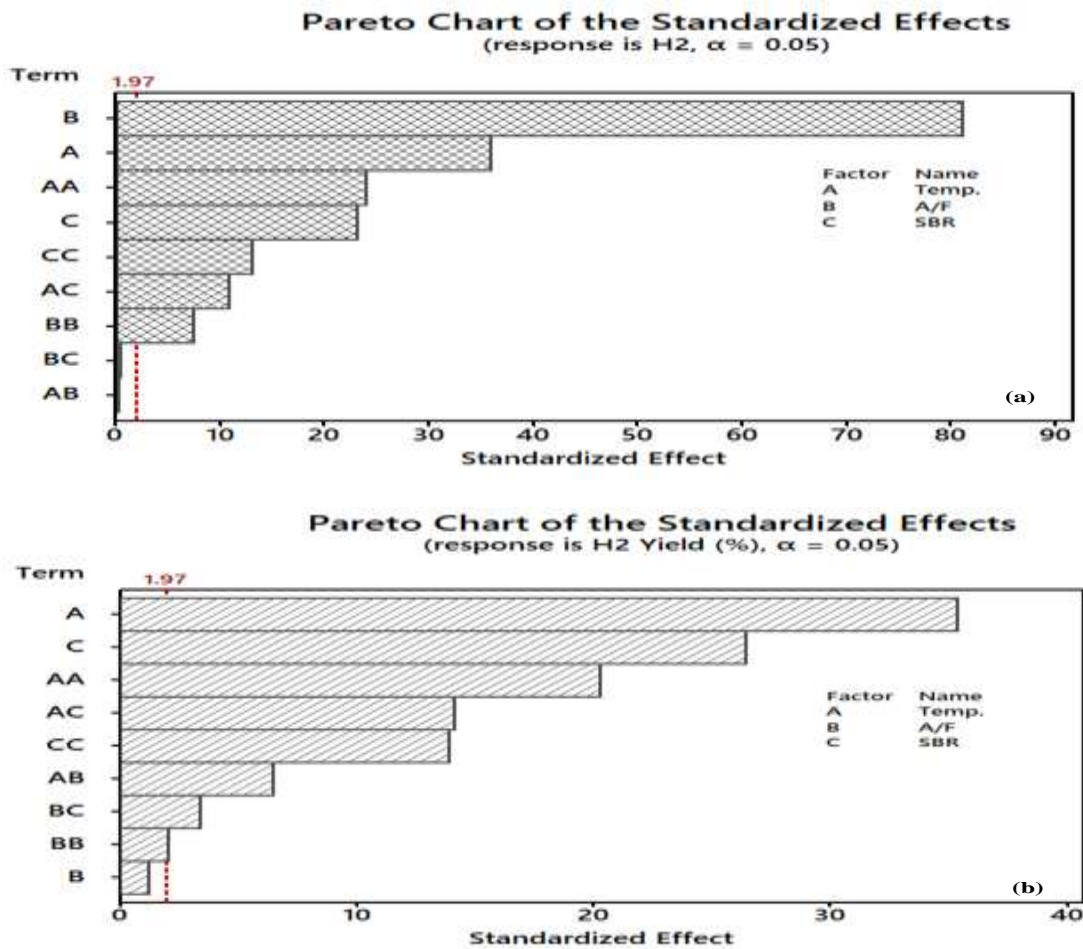 Pareto Chart of the Standardized Effects
(response is H2, α = 0.05)
Term
1.97
B
A
AA
C
CC
AC
BB
BC
AB
Factor Name
A Temp.
B A/F
C SBR
(a)
0 10 20 30 40 50 60 70 80 90
Standardized Effect
Pareto Chart of the Standardized Effects
(response is H2 Yield (%), α = 0.05)
Term
1.97
A
C
AA
AC
CC
AB
BC
BB
B
Factor Name
A Temp.
B A/F
C SBR
(b)
0 10 20 30 40
Standardized Effect